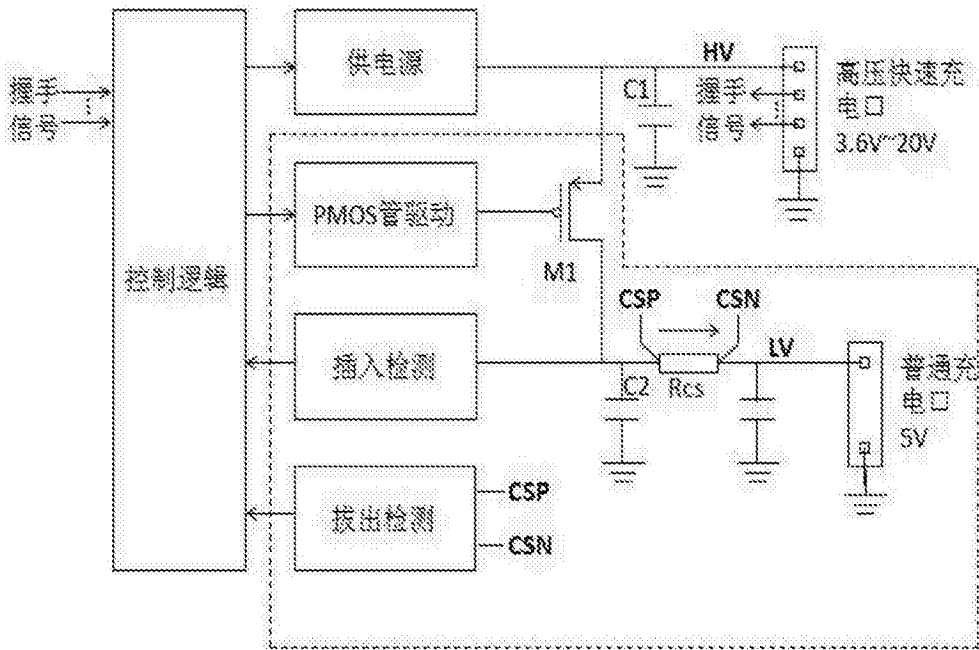 供电源
HV
握手
信号
C1
握手
信号
高压快速充
电口
3.6V~20V
PMOS管驱动
M1
控制逻辑
CSP
CSN
插入检测
LV
C2
Rcs
普通充
电口
5V
拔出检测
CSP
CSN